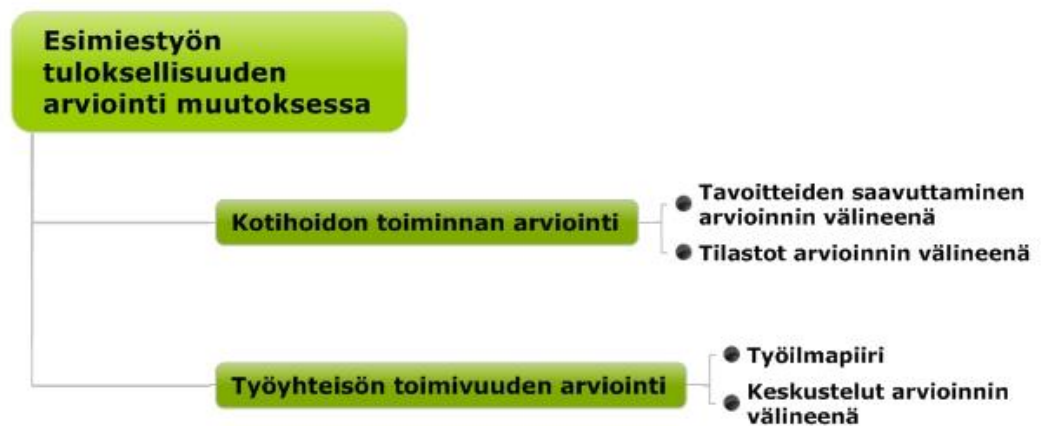 Esimiestyön
tuloksellisuuden
arviointi muutoksessa
Kotihoidon toiminnan arviointi
Tavoitteiden saavuttaminen
arvioinnin välineenä
Tilastot arvioinnin välineenä
Työyhteisön toimivuuden arviointi
Työilmapiiri
Keskustelut arvioinnin
välineenä